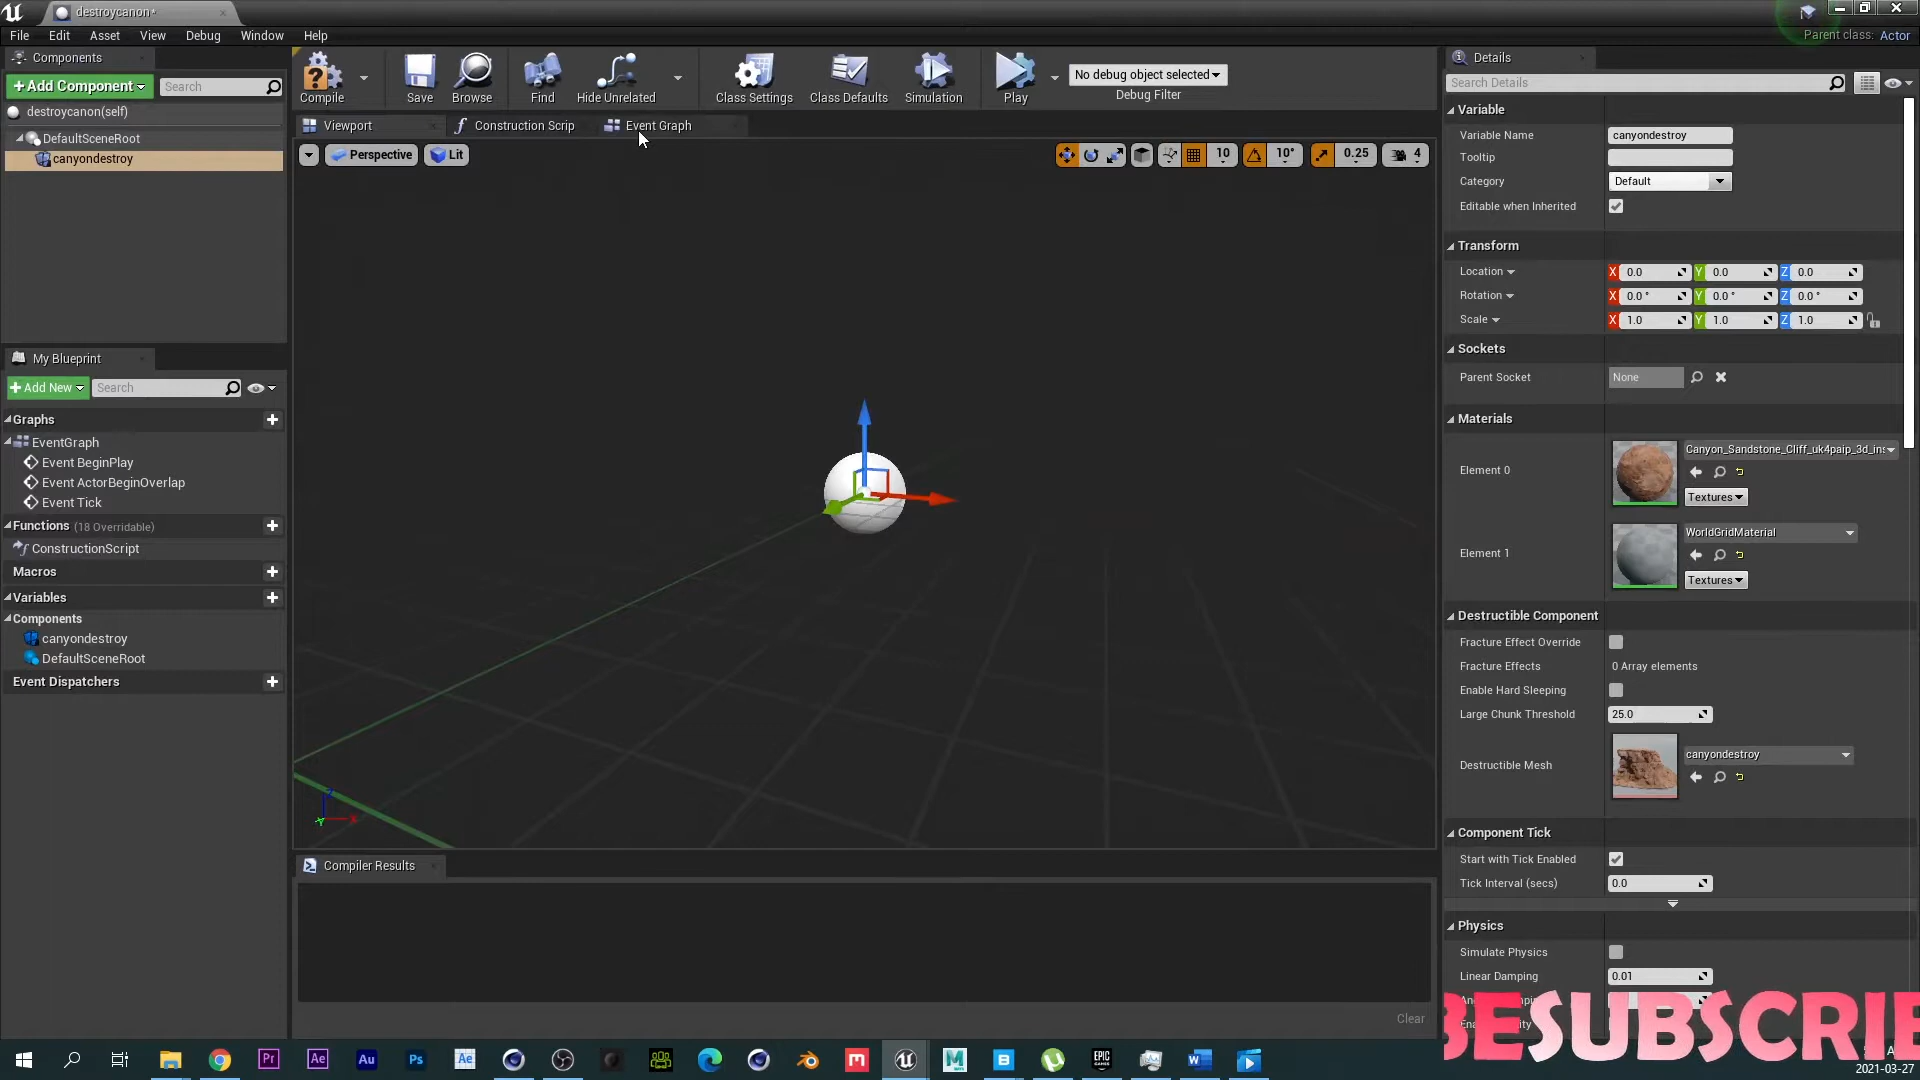 destroycanon*
File Edit Asset View Debug Window Help
Parent class: Actor
Components
+Add Component
Search
destroycanon(self)
DefaultSceneRoot
canyondestroy
My Blueprint
+Add New
Search
Graphs
EventGraph
Event BeginPlay
Event ActorBeginOverlap
Event Tick
Functions (18 Overridable)
ConstructionScript
Macros
Variables
Components
canyondestroy
DefaultSceneRoot
Event Dispatchers
Compile Save Browse Find Hide Unrelated Class Settings Class Defaults Simulation Play
No debug object selected
Debug Filter
Viewport Construction Scrip Event Graph
Perspective Lit
10 10° 0.25 4
Compiler Results
Clear
Details
Search Details
Variable
Variable Name canyondestroy
Tooltip
Category Default
Editable when Inherited
Transform
Location X 0.0 Y 0.0 Z 0.0
Rotation X 0.0 ° Y 0.0 ° Z 0.0 °
Scale X 1.0 Y 1.0 Z 1.0
Sockets
Parent Socket None
Materials
Element 0 Canyon_Sandstone_Cliff_uk4paip_3d_ins
Textures
Element 1 WorldGridMaterial
Textures
Destructible Component
Fracture Effect Override
Fracture Effects 0 Array elements
Enable Hard Sleeping
Large Chunk Threshold 25.0
Destructible Mesh canyondestroy
Component Tick
Start with Tick Enabled
Tick Interval (secs) 0.0
Physics
Simulate Physics
Linear Damping 0.01
BESUBSCRIE
2021-03-27